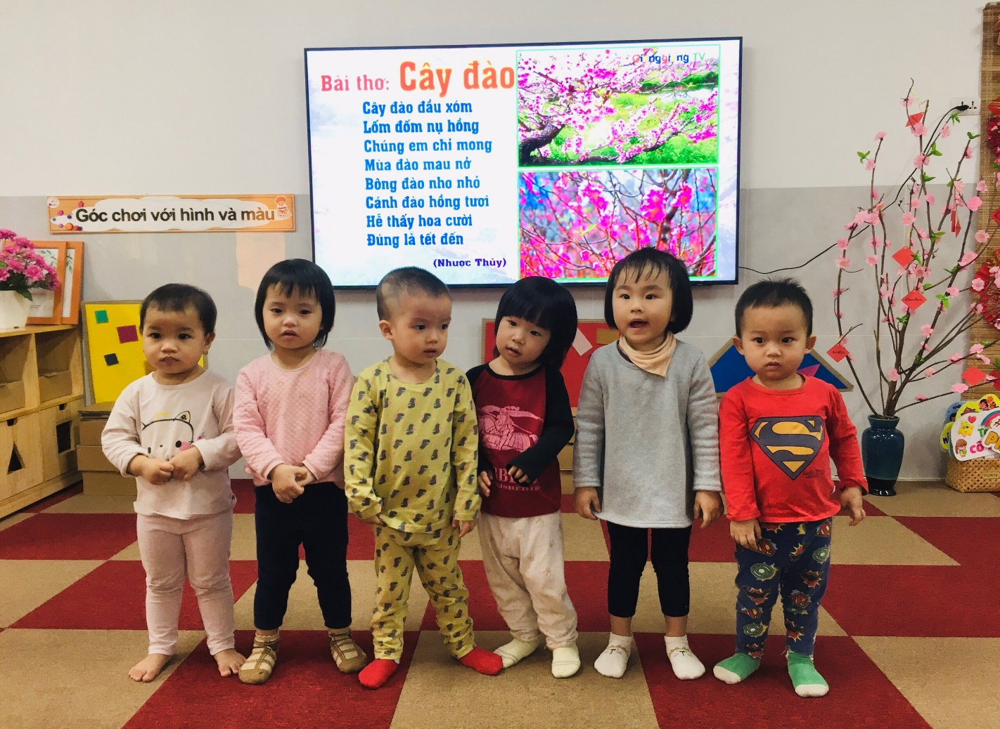 GiọnggiọngTV
Bài thơ: Cây đào
Cây đào đầu xóm
Lốm đốm nụ hồng
Chúng em chỉ mong
Mùa đào mau nở
Bông đào nho nhỏ
Cánh đào hồng tươi
Hễ thấy hoa cười
Đúng là tết đến
(Nhược Thủy)
Góc chơi với hình và màu